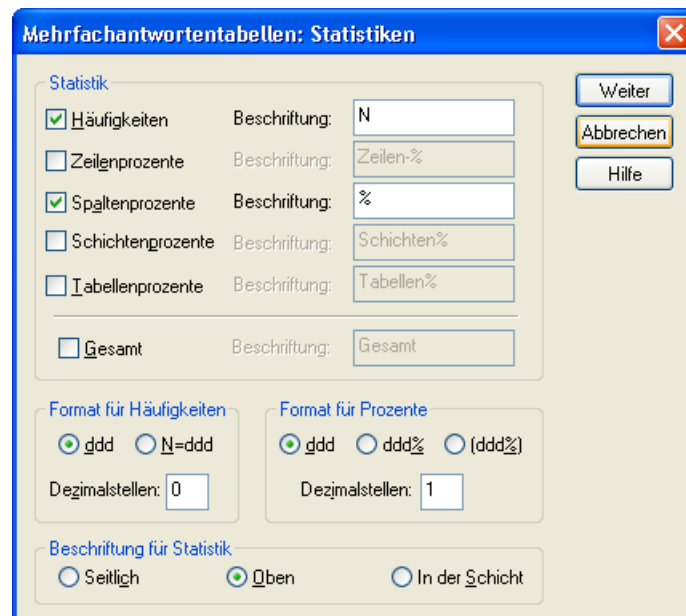 Mehrfachantwortentabellen: Statistiken
Statistik
Häufigkeiten Beschriftung: N
Zeilenprozente Beschriftung: Zeilen-%
Spaltenprozente Beschriftung: %
Schichtenprozente Beschriftung: Schichten%
Tabellenprozente Beschriftung: Tabellen%
Gesamt Beschriftung: Gesamt
Weiter
Abbrechen
Hilfe
Format für Häufigkeiten
ddd N=ddd
Dezimalstellen: 0
Format für Prozente
ddd ddd% (ddd%)
Dezimalstellen: 1
Beschriftung für Statistik
Seitlich Oben In der Schicht